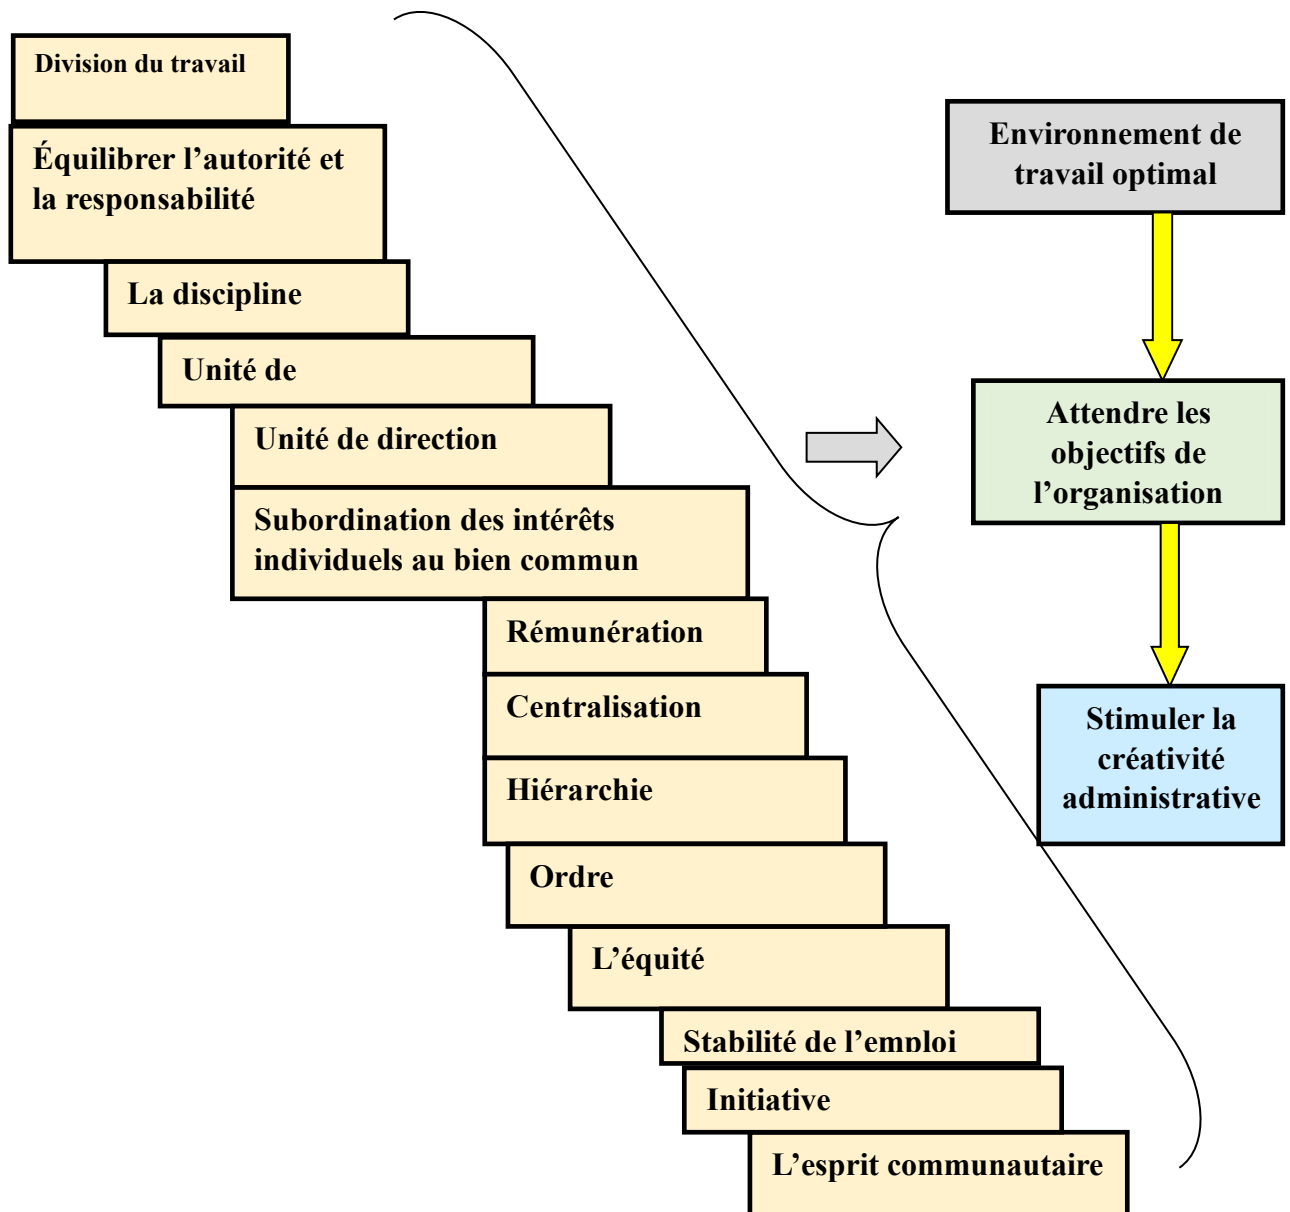 Division du travail
Équilibrer l’autorité et
la responsabilité
La discipline
Unité de
Unité de direction
Subordination des intérêts
individuels au bien commun
Rémunération
Centralisation
Hiérarchie
Ordre
L’équité
Stabilité de l’emploi
Initiative
L’esprit communautaire
Environnement de
travail optimal
Attendre les
objectifs de
l’organisation
Stimuler la
créativité
administrative